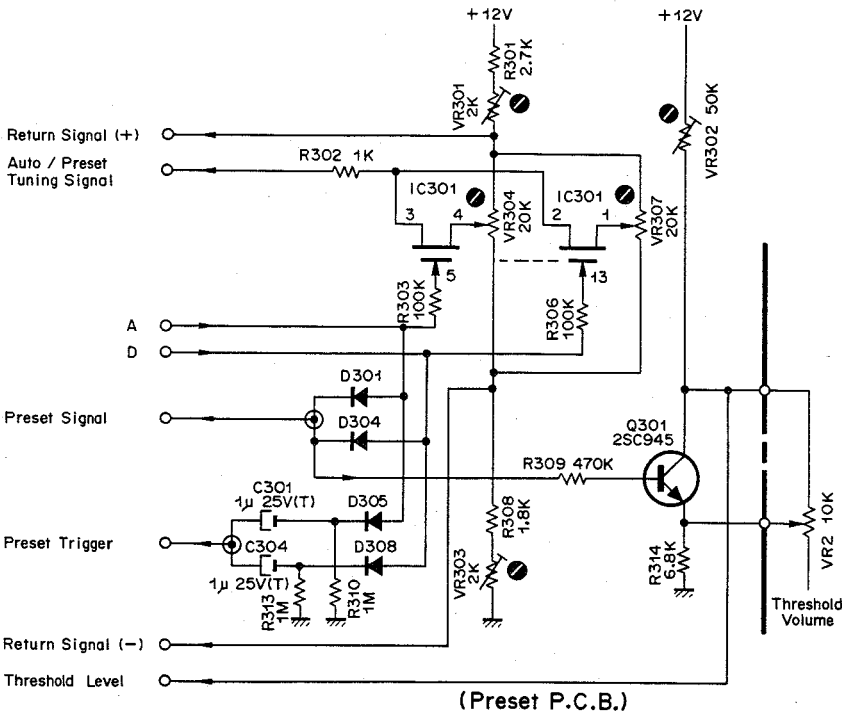 +12V
+12V
R301
2.7K
VR301
2K
VR302 50K
Return Signal (+)
Auto / Preset
Tuning Signal
R302 1K
IC301
IC301
3
4
2
1
VR304
20K
VR307
20K
5
13
R303
100K
R306
100K
A
D
D301
Preset Signal
D304
Q301
2SC945
R309 470K
C301
1μ 25V(T)
D305
R308
1.8K
VR2 10K
Preset Trigger
C304
D308
1μ 25V(T)
R313
1M
R310
1M
VR303
2K
R314
6.8K
Threshold
Volume
Return Signal (−)
Threshold Level
(Preset P.C.B.)